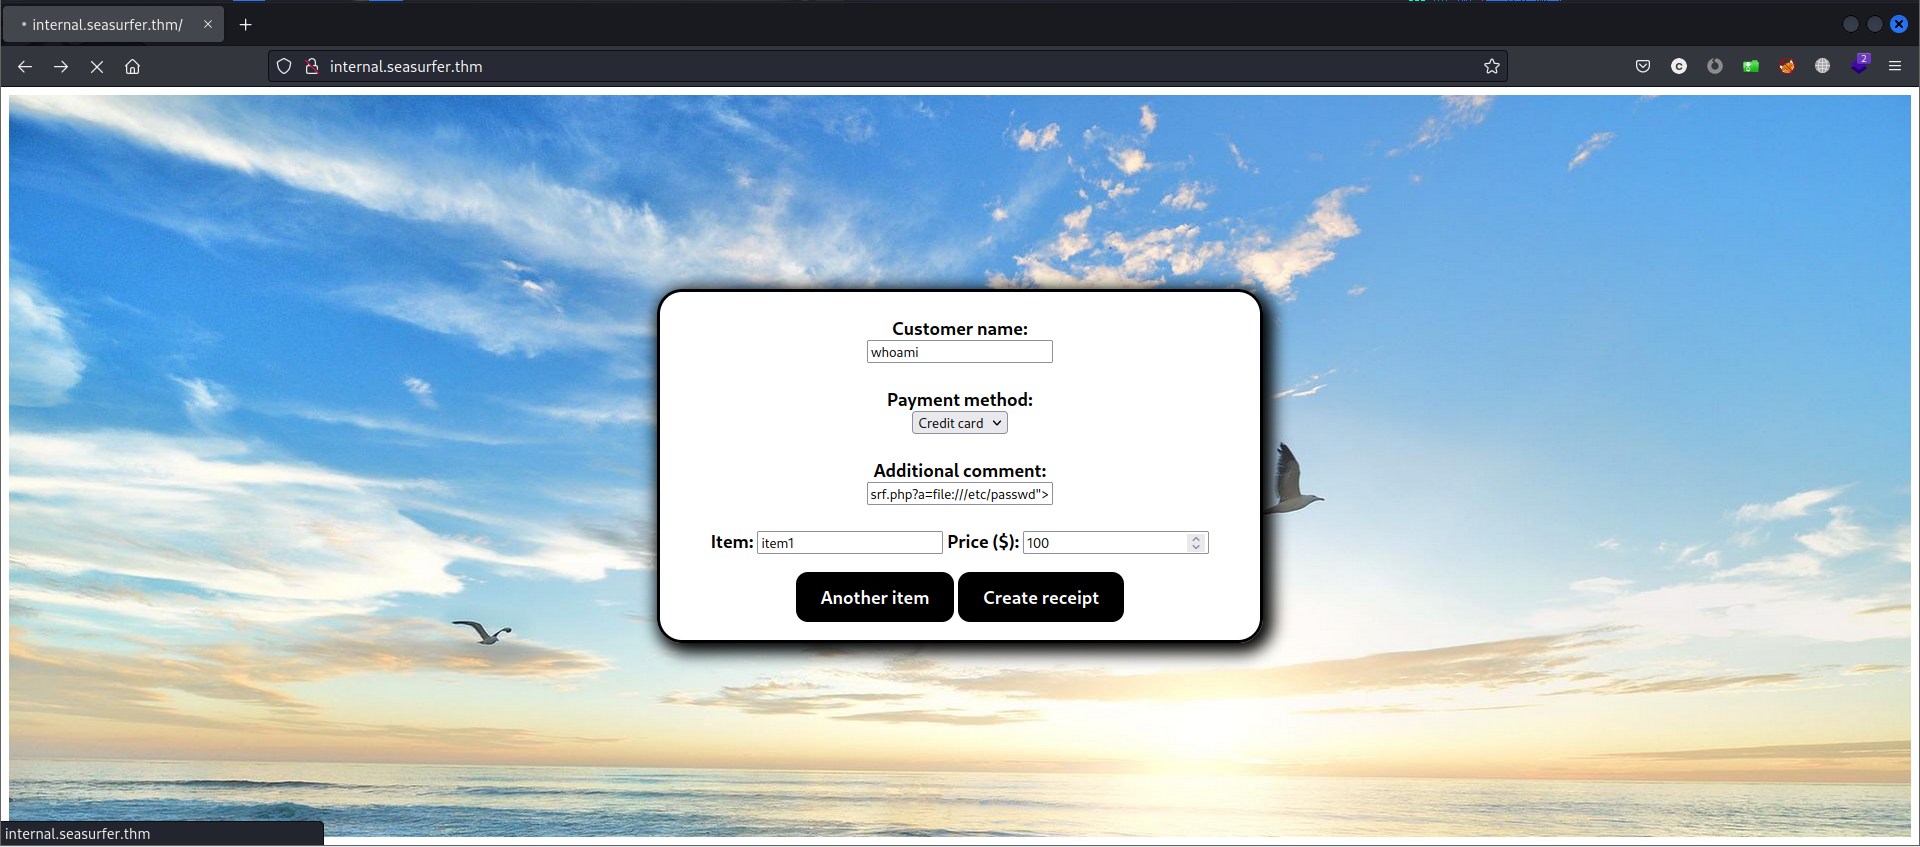 internal.seasurfer.thm/
internal.seasurfer.thm
2
Customer name:
whoami
Payment method:
Credit card
Additional comment:
srf.php?a=file:///etc/passwd">
Item: item1 Price ($): 100
Another item Create receipt
internal.seasurfer.thm